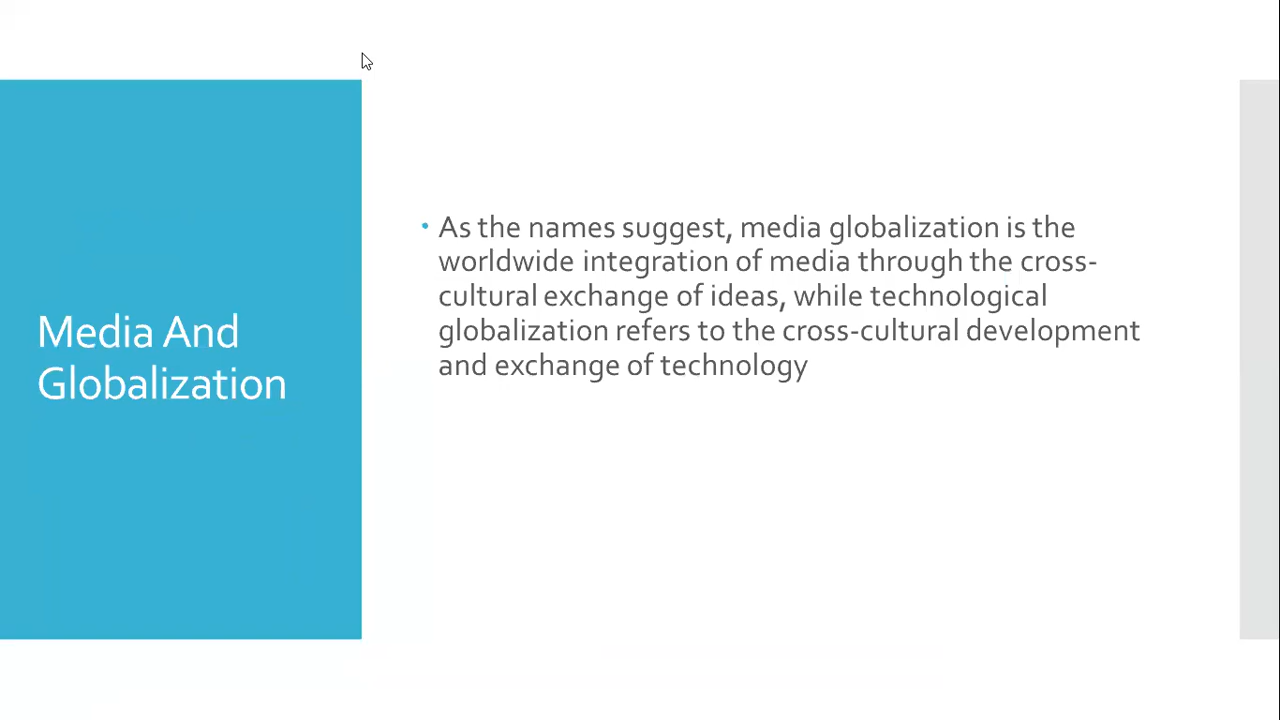 Media And
Globalization
• As the names suggest, media globalization is the
worldwide integration of media through the cross-
cultural exchange of ideas, while technological
globalization refers to the cross-cultural development
and exchange of technology